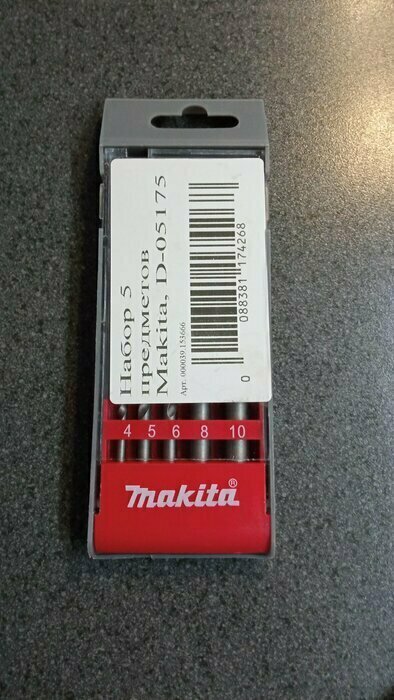 Набор 5
предметов
Makita, D-05175
Арт. 000039.153666
0 088381 174268
4 5 6 8 10
makita®